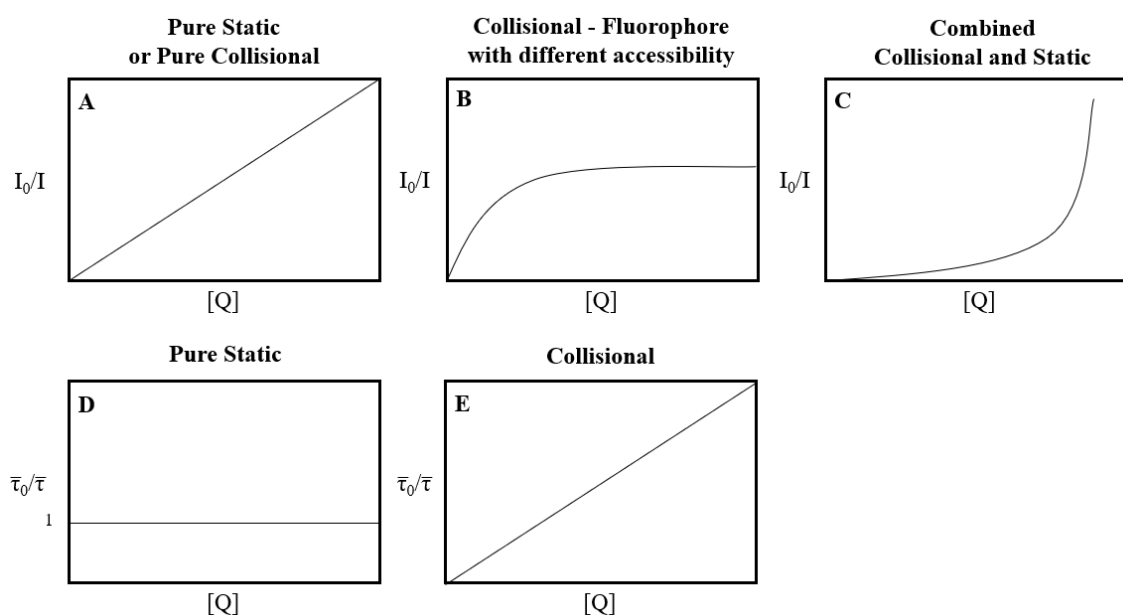 Pure Static
or Pure Collisional
A
I₀/I
[Q]
Collisional - Fluorophore
with different accessibility
B
I₀/I
[Q]
Combined
Collisional and Static
C
I₀/I
[Q]
Pure Static
D
τ̅₀/τ̅
1
[Q]
Collisional
E
τ̅₀/τ̅
[Q]